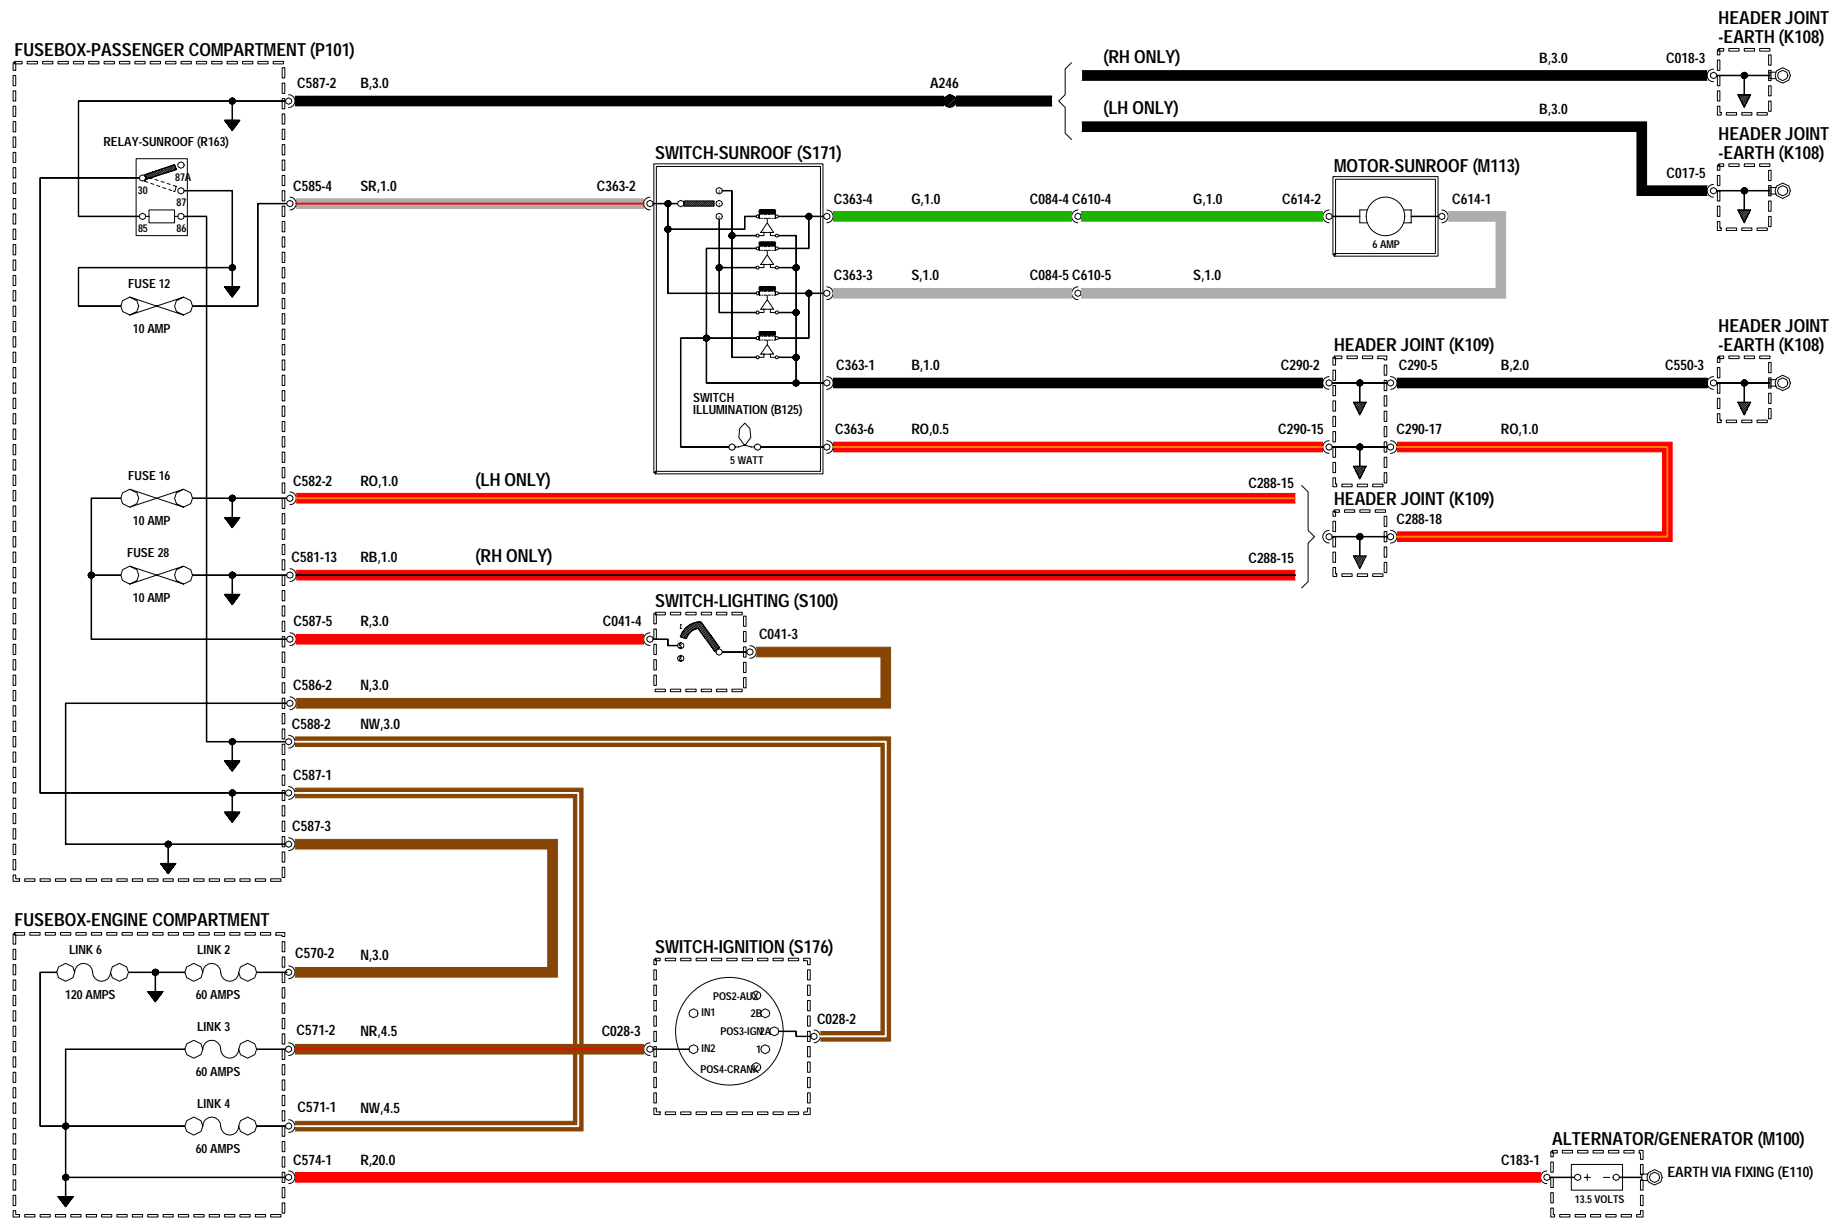 HEADER JOINT
-EARTH (K108)
FUSEBOX-PASSENGER COMPARTMENT (P101)
(RH ONLY)
B,3.0
C018-3
C587-2
B,3.0
A246
(LH ONLY)
B,3.0
HEADER JOINT
-EARTH (K108)
C017-5
RELAY-SUNROOF (R163)
87A
30
87
85
86
SWITCH-SUNROOF (S171)
MOTOR-SUNROOF (M113)
C585-4
SR,1.0
C363-2
C363-4
G,1.0
C084-4
C610-4
G,1.0
C614-2
C614-1
6 AMP
FUSE 12
10 AMP
C363-3
S,1.0
C084-5
C610-5
S,1.0
HEADER JOINT
-EARTH (K108)
HEADER JOINT (K109)
C363-1
B,1.0
C290-2
C290-5
B,2.0
C550-3
SWITCH
ILLUMINATION (B125)
5 WATT
C363-6
RO,0.5
C290-15
C290-17
RO,1.0
FUSE 16
10 AMP
C582-2
RO,1.0
(LH ONLY)
C288-15
HEADER JOINT (K109)
C288-18
FUSE 28
10 AMP
C581-13
RB,1.0
(RH ONLY)
C288-15
SWITCH-LIGHTING (S100)
C587-5
R,3.0
C041-4
C041-3
C586-2
N,3.0
C588-2
NW,3.0
C587-1
C587-3
FUSEBOX-ENGINE COMPARTMENT
LINK 6
120 AMPS
LINK 2
60 AMPS
C570-2
N,3.0
SWITCH-IGNITION (S176)
POS2-AUX
IN1
2B
POS3-IGN
2A
IN2
1
POS4-CRANK
C028-2
LINK 3
60 AMPS
C571-2
NR,4.5
C028-3
LINK 4
60 AMPS
C571-1
NW,4.5
C574-1
R,20.0
C183-1
ALTERNATOR/GENERATOR (M100)
+ −
13.5 VOLTS
EARTH VIA FIXING (E110)